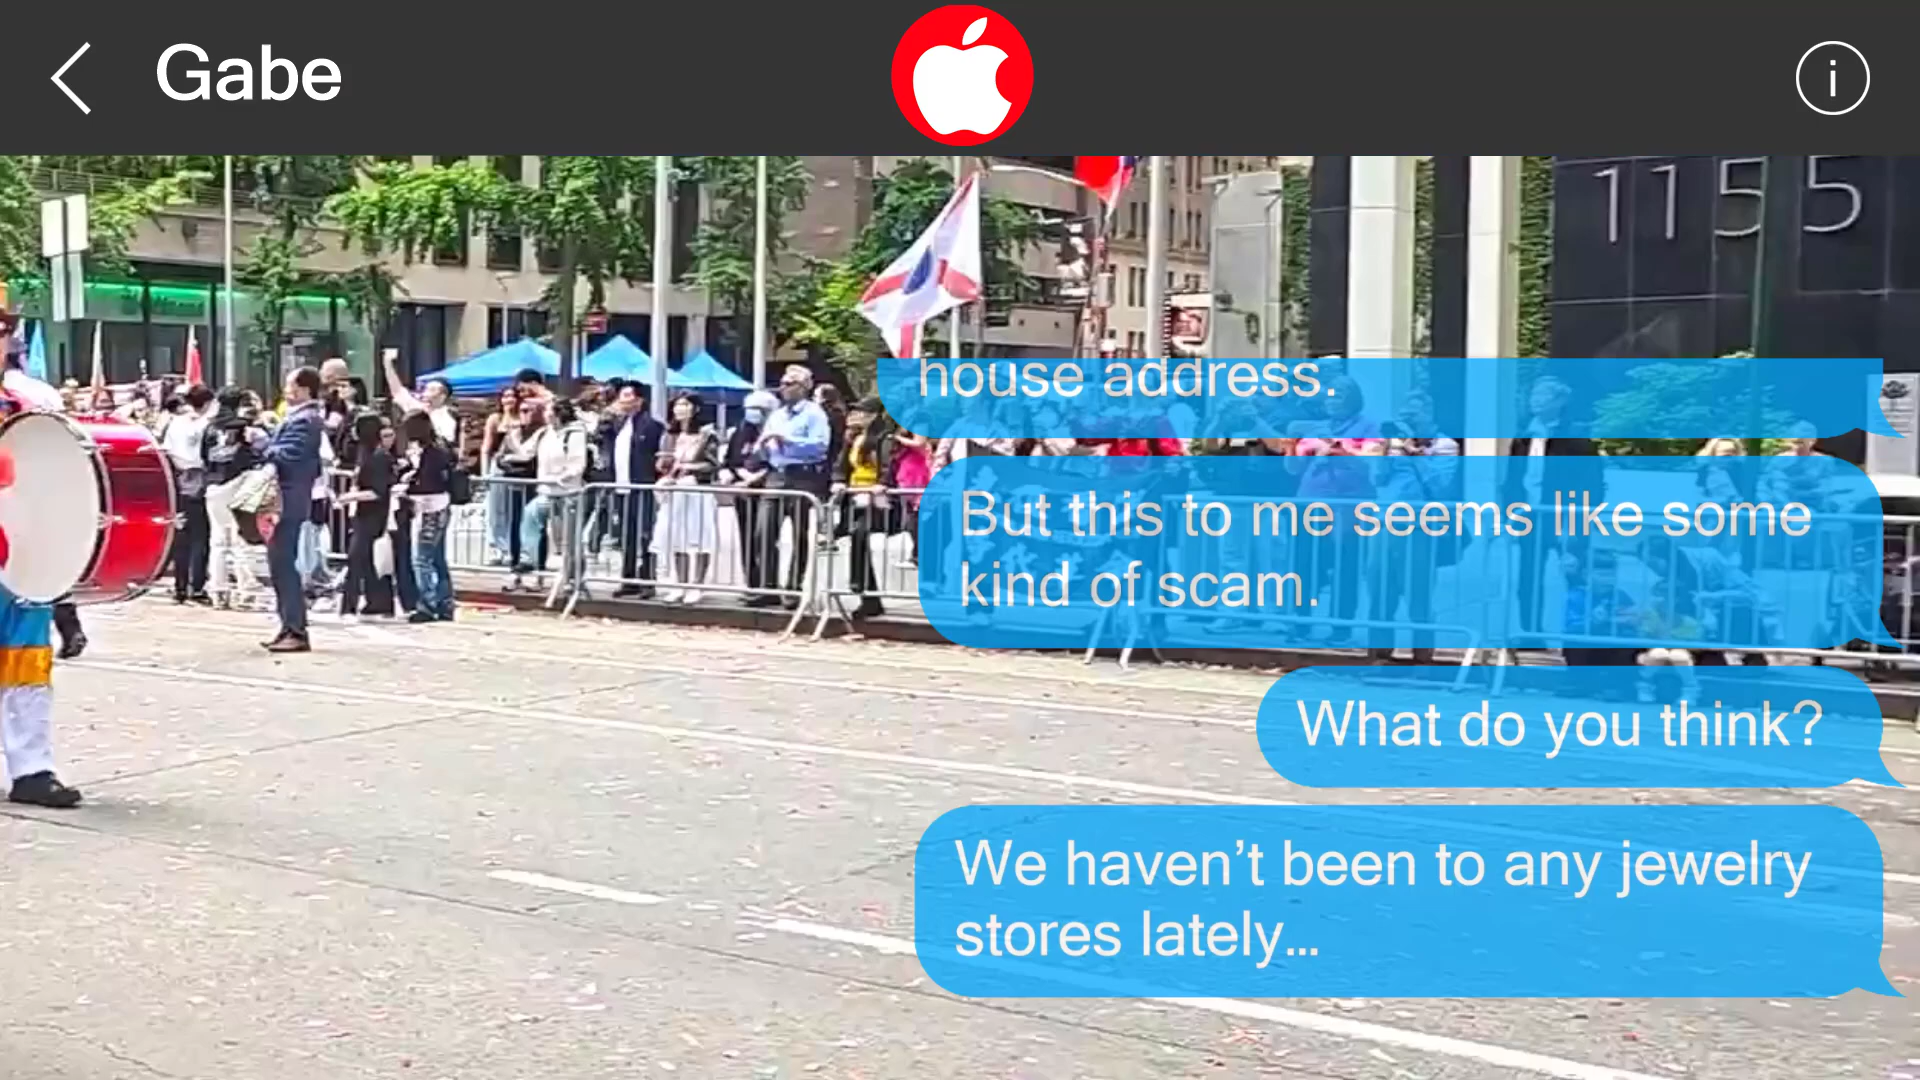 Gabe
1155
house address.
But this to me seems like some
kind of scam.
What do you think?
We haven’t been to any jewelry
stores lately…